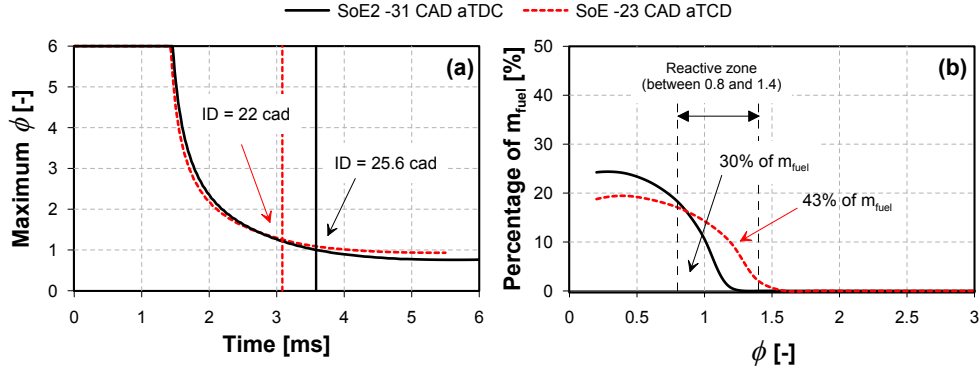 SoE2 -31 CAD aTDC
SoE -23 CAD aTCD
(a)
Maximum ϕ [-]
6
5
4
3
2
1
0
ID = 22 cad
ID = 25.6 cad
0 1 2 3 4 5 6
Time [ms]
(b)
Percentage of m_fuel [%]
50
40
30
20
10
0
Reactive zone
(between 0.8 and 1.4)
30% of m_fuel
43% of m_fuel
0 0.5 1 1.5 2 2.5 3
ϕ [-]